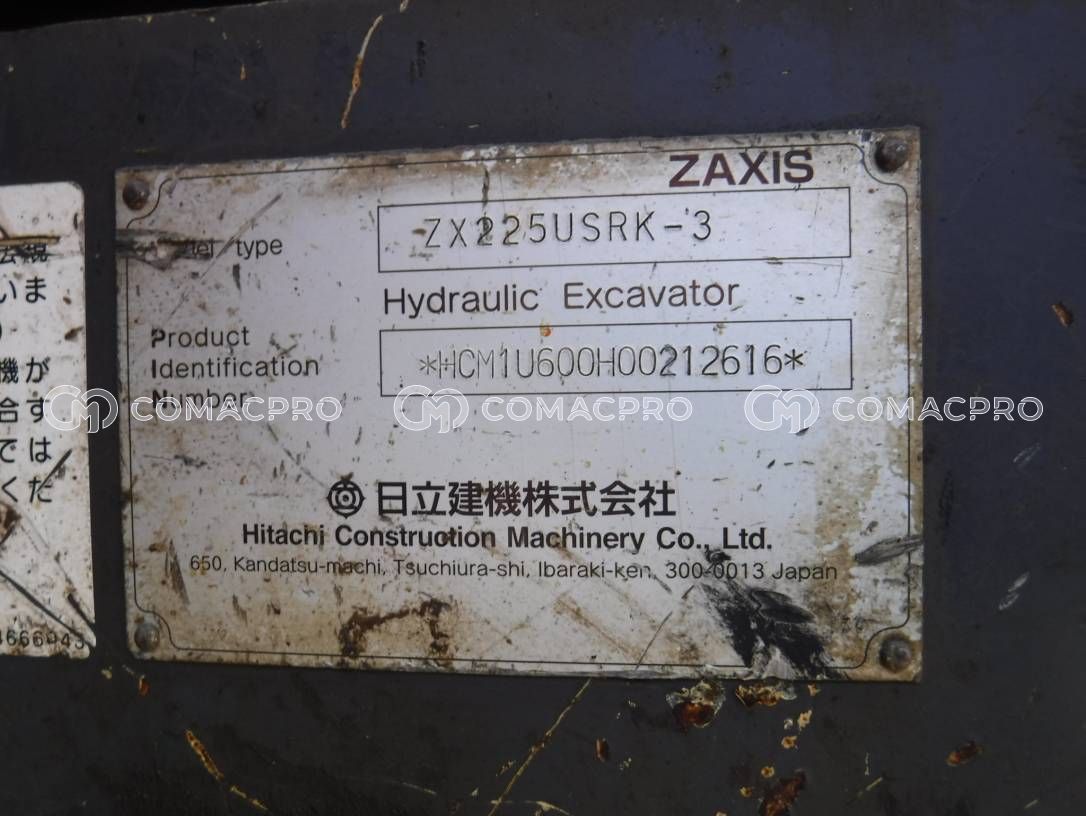 ZAXIS
type
ZX225USRK-3
Hydraulic Excavator
Product
Identification
Number
*HCM1U600H00212616*
COMACPRO COMACPRO COMACPRO
日立建機株式会社
Hitachi Construction Machinery Co., Ltd.
650, Kandatsu-machi, Tsuchiura-shi, Ibaraki-ken, 300-0013 Japan
いま
機が
合す
では
くだ